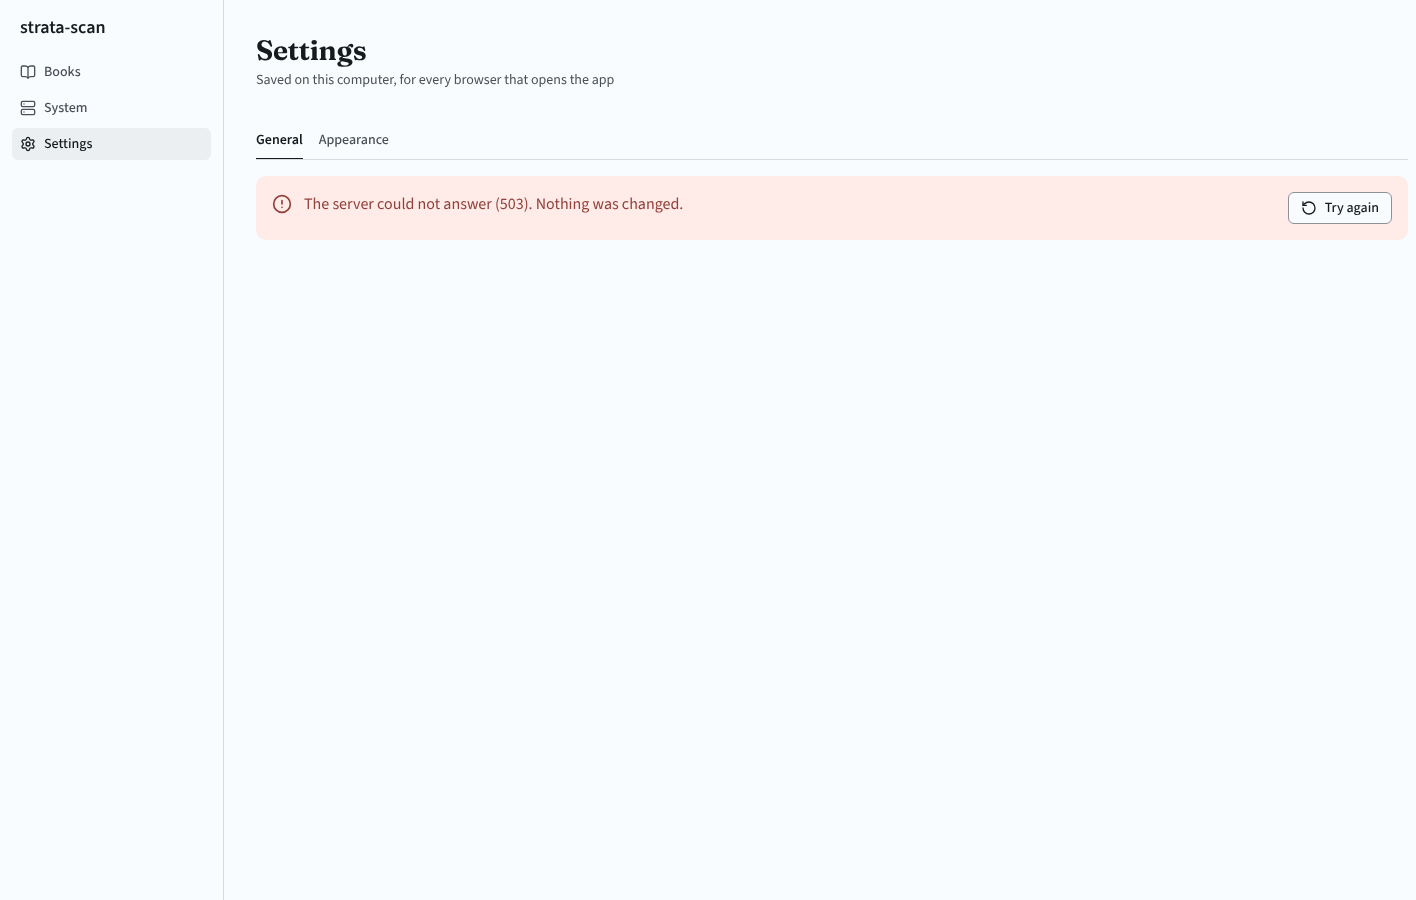 strata-scan
Books
System
Settings
Settings
Saved on this computer, for every browser that opens the app
General
Appearance
The server could not answer (503). Nothing was changed.
Try again